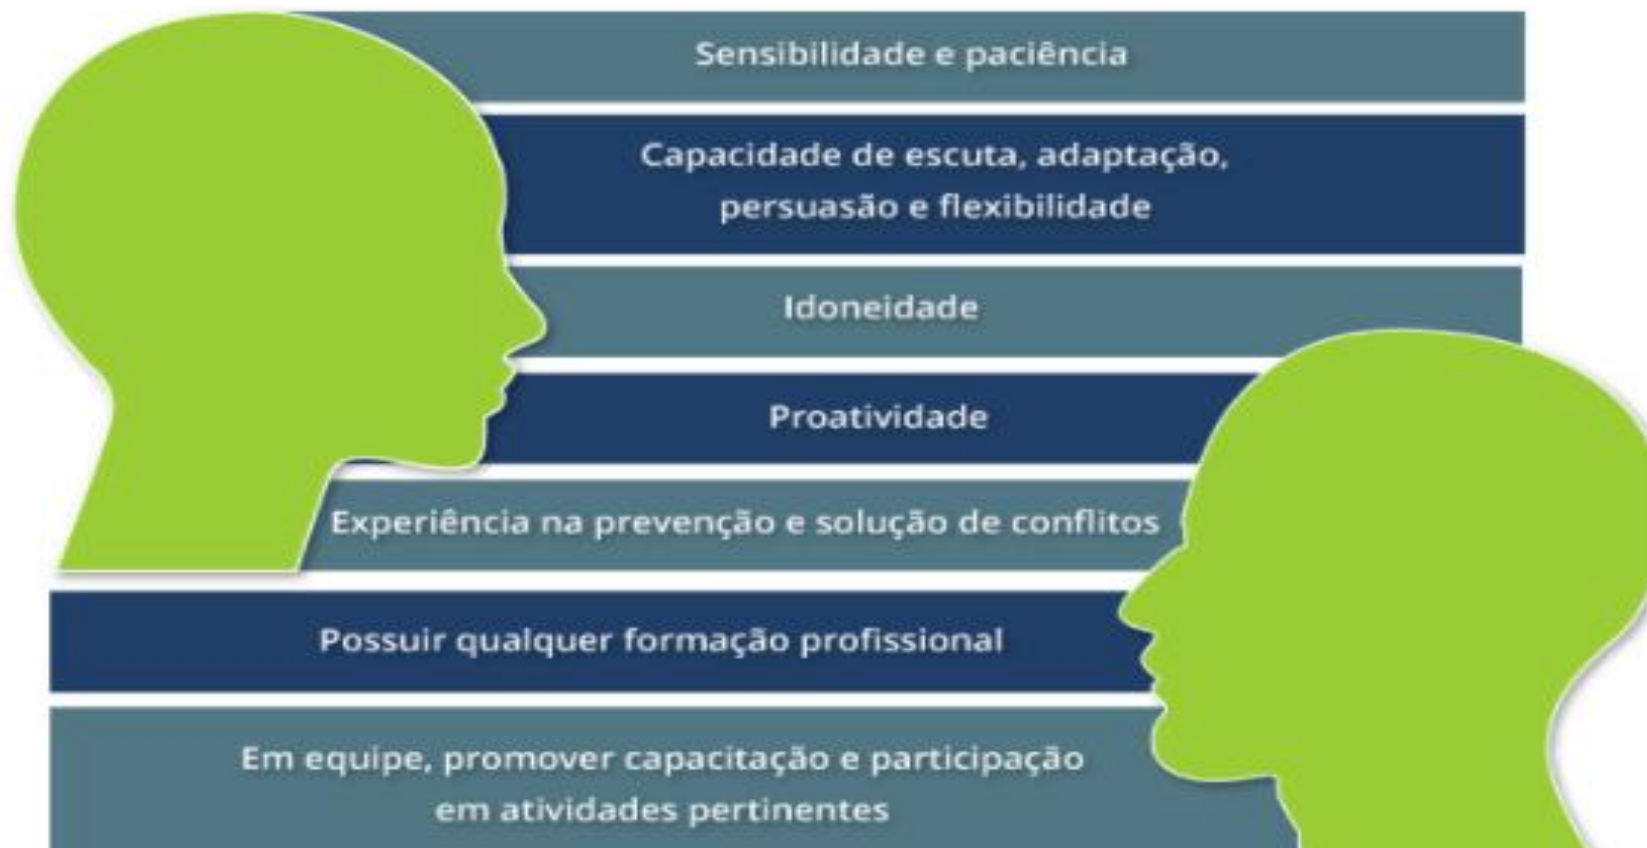 Sensibilidade e paciência
Capacidade de escuta, adaptação,
persuasão e flexibilidade
Idoneidade
Proatividade
Experiência na prevenção e solução de conflitos
Possuir qualquer formação profissional
Em equipe, promover capacitação e participação
em atividades pertinentes